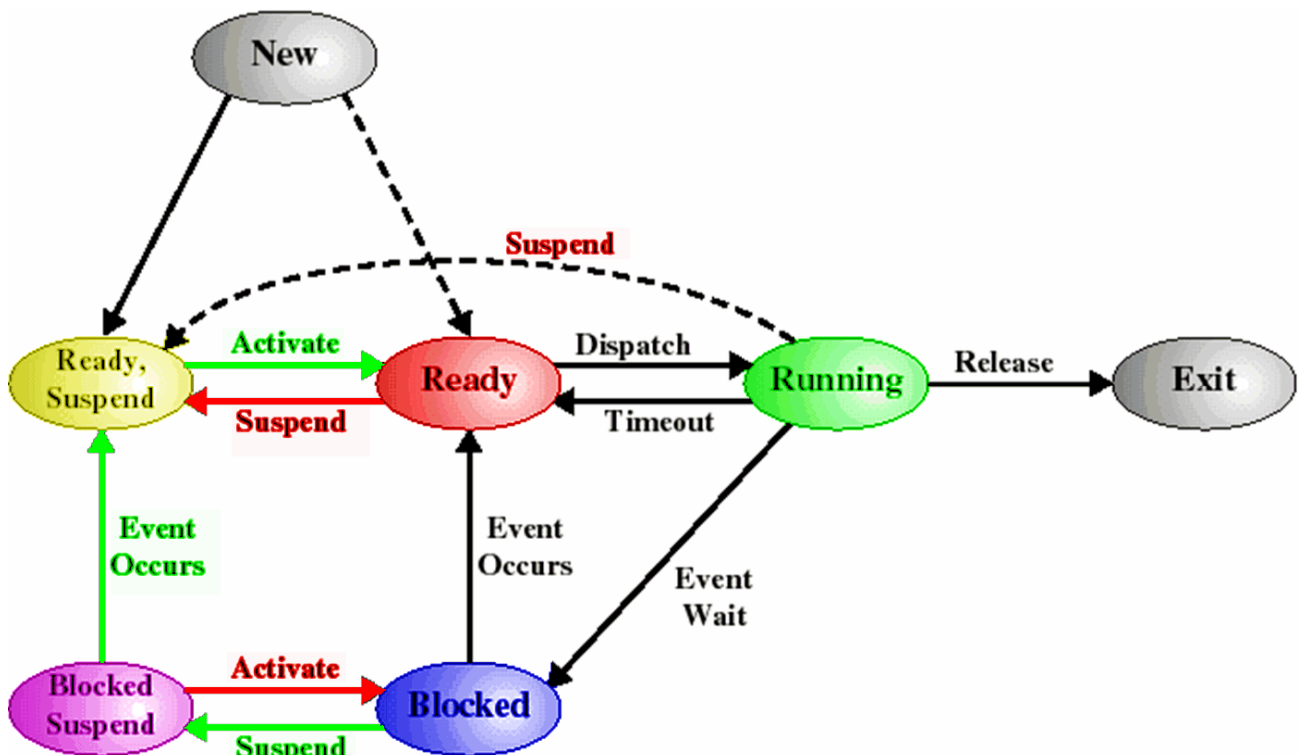 New
Suspend
Activate
Dispatch
Ready,
Suspend
Ready
Running
Release
Exit
Suspend
Timeout
Event
Occurs
Event
Occurs
Event
Wait
Blocked
Suspend
Activate
Blocked
Suspend